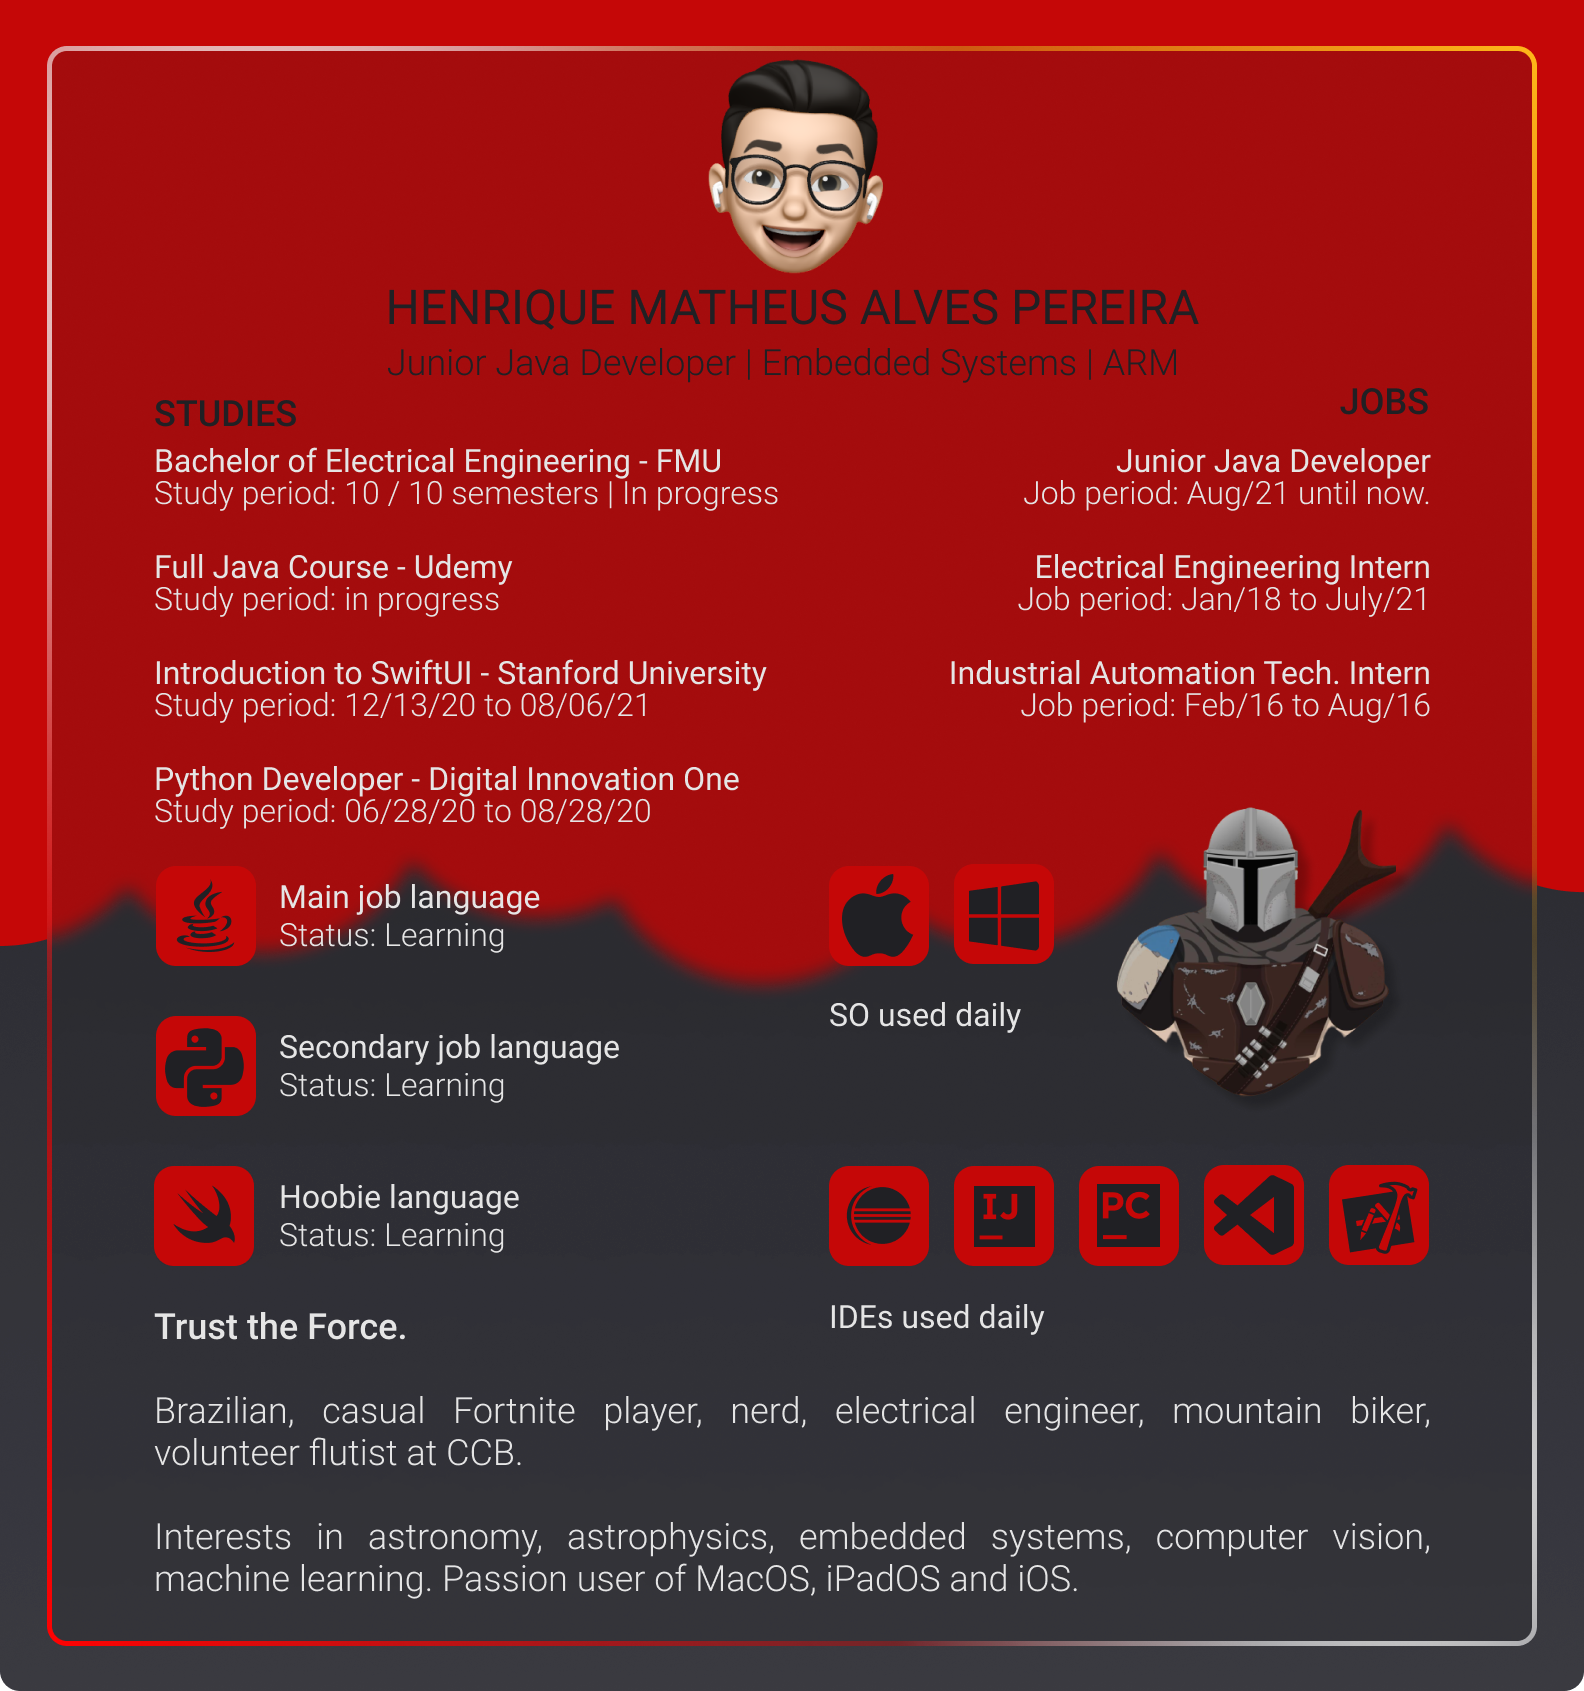 HENRIQUE MATHEUS ALVES PEREIRA
Junior Java Developer | Embedded Systems | ARM
STUDIES
Bachelor of Electrical Engineering - FMU
Study period: 10 / 10 semesters | In progress
Full Java Course - Udemy
Study period: in progress
Introduction to SwiftUI - Stanford University
Study period: 12/13/20 to 08/06/21
Python Developer - Digital Innovation One
Study period: 06/28/20 to 08/28/20
JOBS
Junior Java Developer
Job period: Aug/21 until now.
Electrical Engineering Intern
Job period: Jan/18 to July/21
Industrial Automation Tech. Intern
Job period: Feb/16 to Aug/16
Main job language
Status: Learning
Secondary job language
Status: Learning
Hoobie language
Status: Learning
SO used daily
IJ
PC
IDEs used daily
Trust the Force.
Brazilian, casual Fortnite player, nerd, electrical engineer, mountain biker,
volunteer flutist at CCB.
Interests in astronomy, astrophysics, embedded systems, computer vision,
machine learning. Passion user of MacOS, iPadOS and iOS.